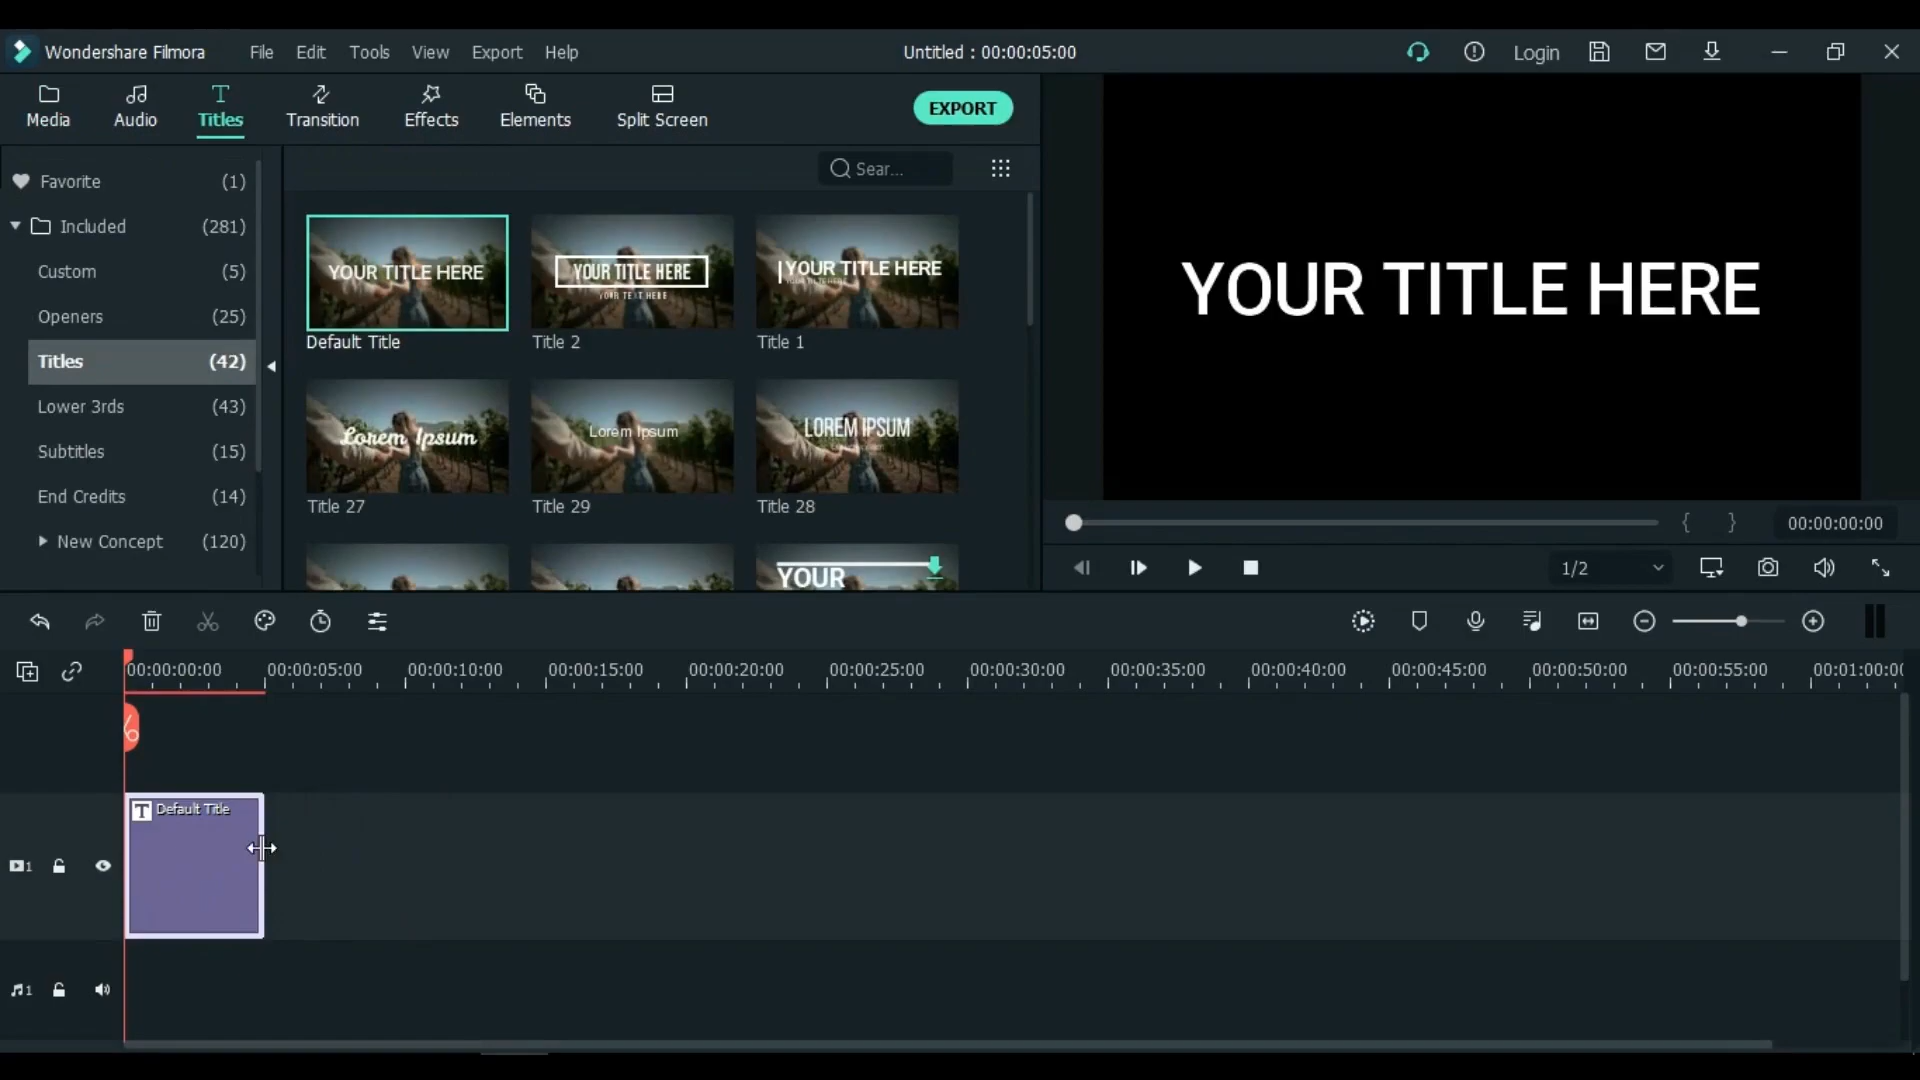 Wondershare Filmora File Edit Tools View Export Help Untitled : 00:00:05:00 Login
Media Audio Titles Transition Effects Elements Split Screen EXPORT
Sear...
Favorite (1)
Included (281)
Custom (5)
Openers (25)
Titles (42)
Lower 3rds (43)
Subtitles (15)
End Credits (14)
New Concept (120)
YOUR TITLE HERE
Default Title
YOUR TITLE HERE
YOUR TEXT HERE
Title 2
YOUR TITLE HERE
Title 1
Lorem Ipsum
Title 27
Lorem Ipsum
Title 29
LOREM IPSUM
Title 28
YOUR
YOUR TITLE HERE
{ } 00:00:00:00
1/2
00:00:00:00 00:00:05:00 00:00:10:00 00:00:15:00 00:00:20:00 00:00:25:00 00:00:30:00 00:00:35:00 00:00:40:00 00:00:45:00 00:00:50:00 00:00:55:00 00:01:00:0
T Default Title
1
1